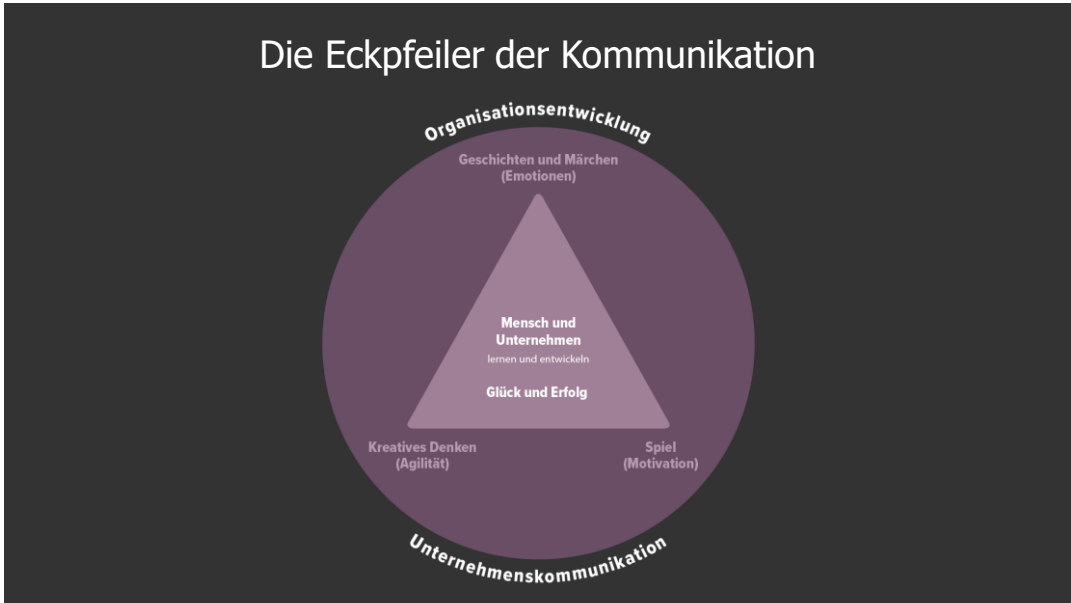 Die Eckpfeiler der Kommunikation
Organisationsentwicklung
Geschichten und Märchen
(Emotionen)
Mensch und
Unternehmen
lernen und entwickeln
Glück und Erfolg
Kreatives Denken
(Agilität)
Spiel
(Motivation)
Unternehmenskommunikation